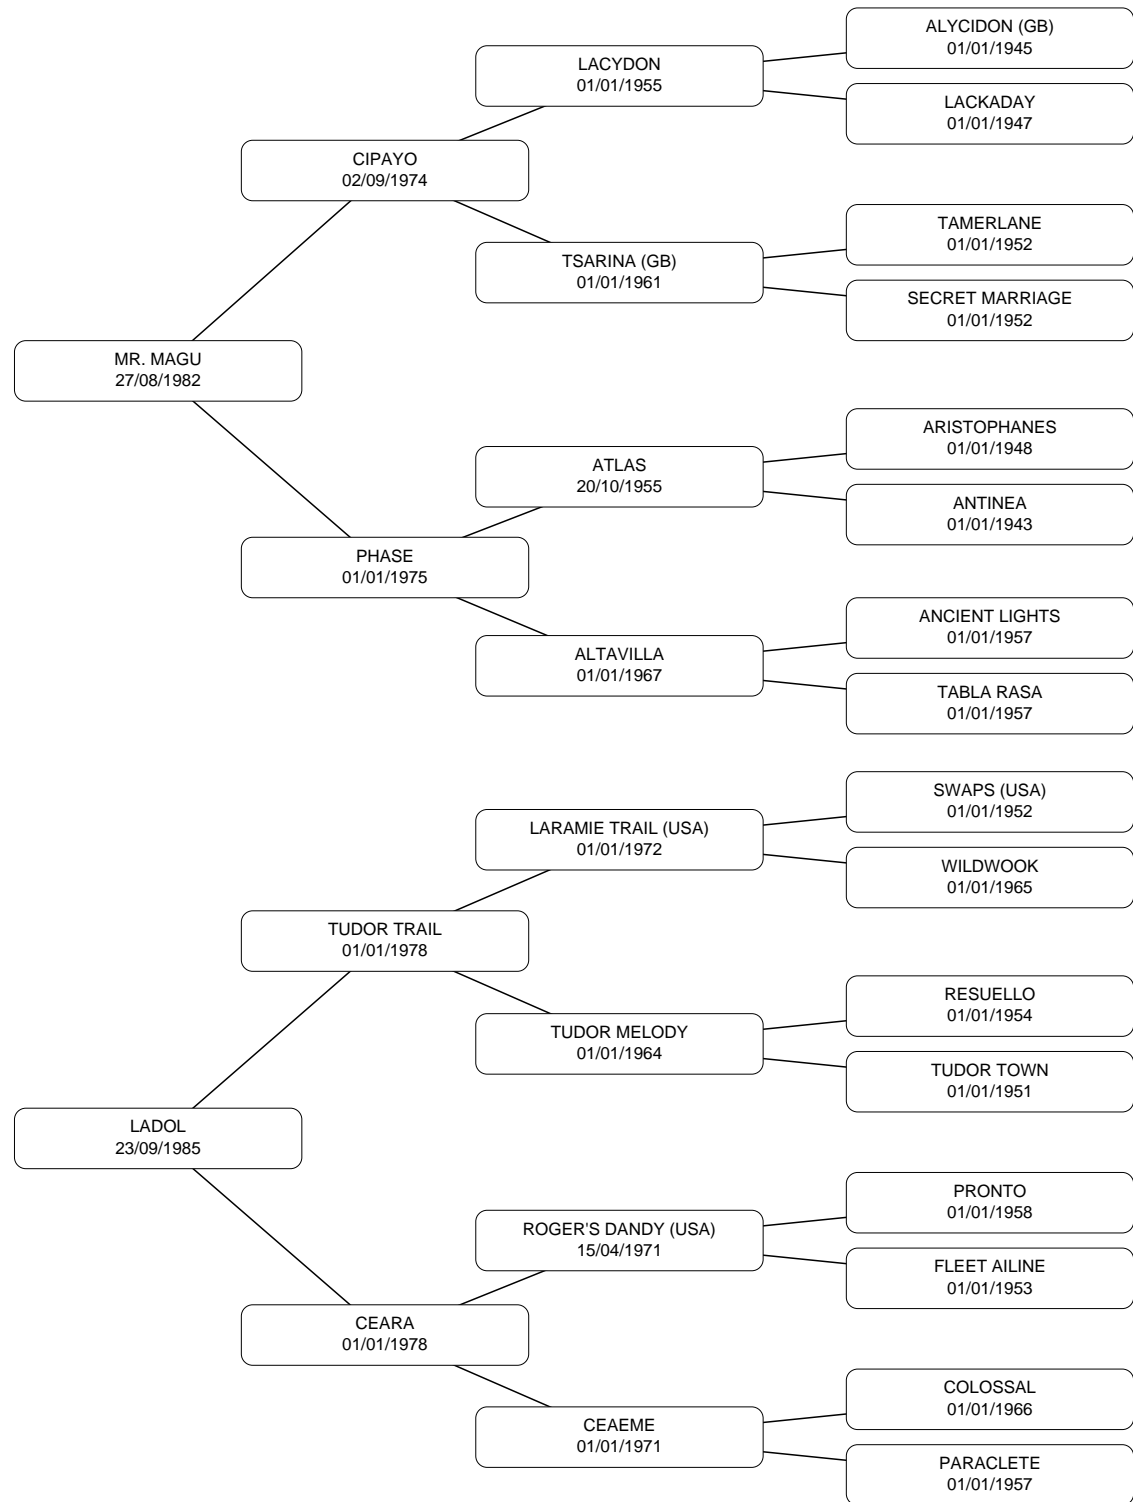 ALYCIDON (GB)
01/01/1945
LACYDON
01/01/1955
LACKADAY
01/01/1947
CIPAYO
02/09/1974
TAMERLANE
01/01/1952
TSARINA (GB)
01/01/1961
SECRET MARRIAGE
01/01/1952
MR. MAGU
27/08/1982
ARISTOPHANES
01/01/1948
ATLAS
20/10/1955
ANTINEA
01/01/1943
PHASE
01/01/1975
ANCIENT LIGHTS
01/01/1957
ALTAVILLA
01/01/1967
TABLA RASA
01/01/1957
SWAPS (USA)
01/01/1952
LARAMIE TRAIL (USA)
01/01/1972
WILDWOOK
01/01/1965
TUDOR TRAIL
01/01/1978
RESUELLO
01/01/1954
TUDOR MELODY
01/01/1964
TUDOR TOWN
01/01/1951
LADOL
23/09/1985
PRONTO
01/01/1958
ROGER'S DANDY (USA)
15/04/1971
FLEET AILINE
01/01/1953
CEARA
01/01/1978
COLOSSAL
01/01/1966
CEAEME
01/01/1971
PARACLETE
01/01/1957